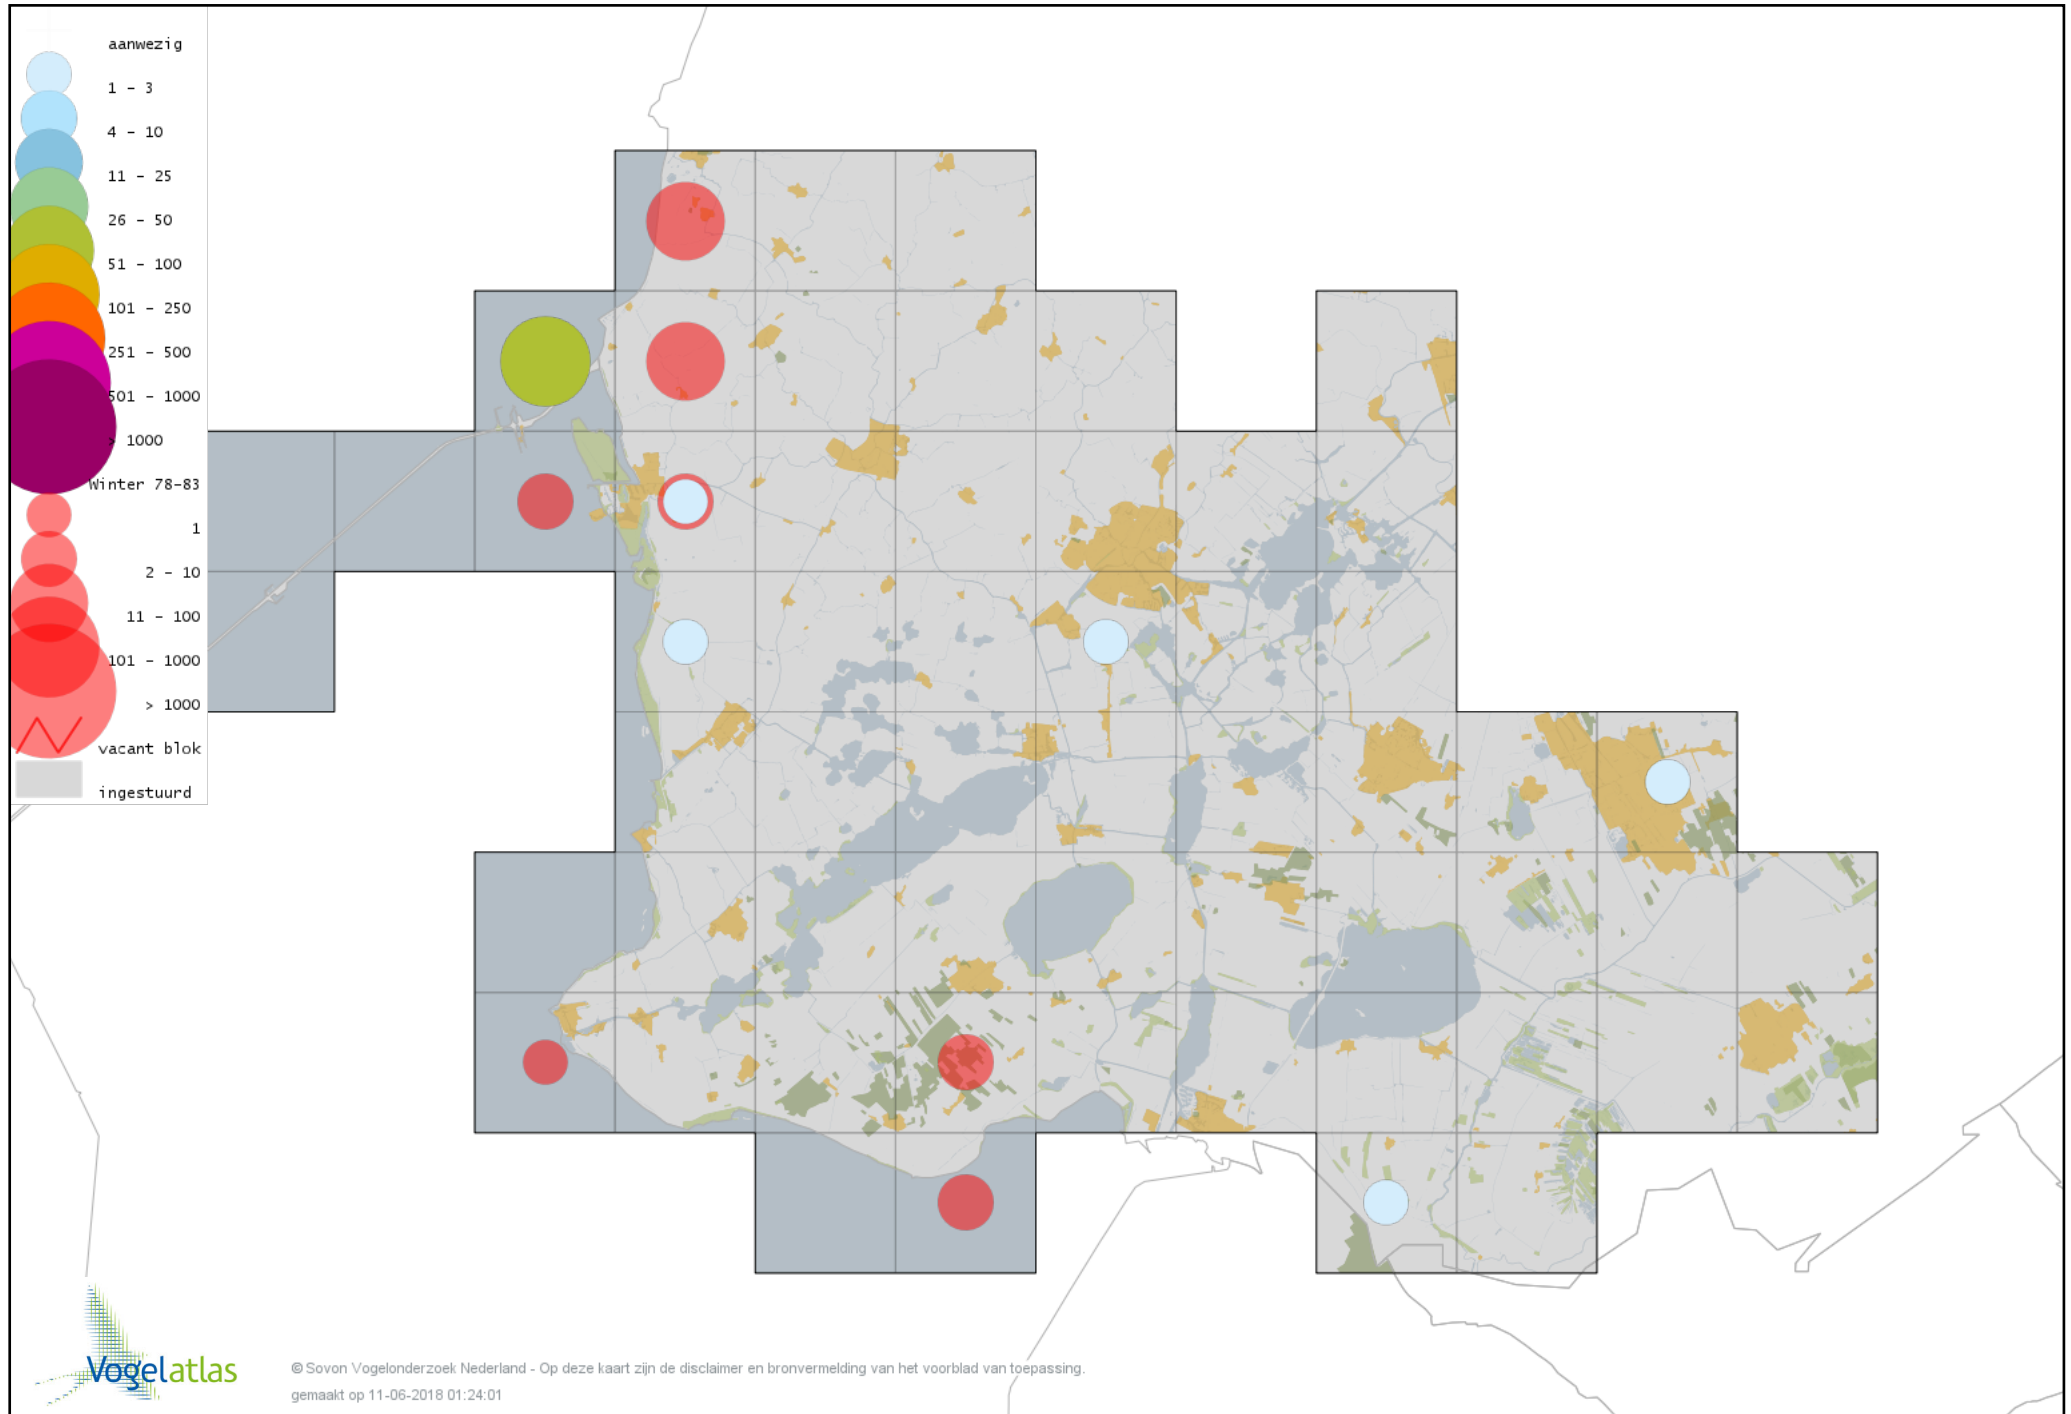 aanwezig
1 - 3
4 - 10
11 - 25
26 - 50
51 - 100
101 - 250
251 - 500
501 - 1000
> 1000
Winter 78-83
1
2 - 10
11 - 100
101 - 1000
> 1000
vacant blok
ingestuurd
Vogelatlas
© Sovon Vogelonderzoek Nederland - Op deze kaart zijn de disclaimer en bronvermelding van het voorblad van toepassing.
gemaakt op 11-06-2018 01:24:01